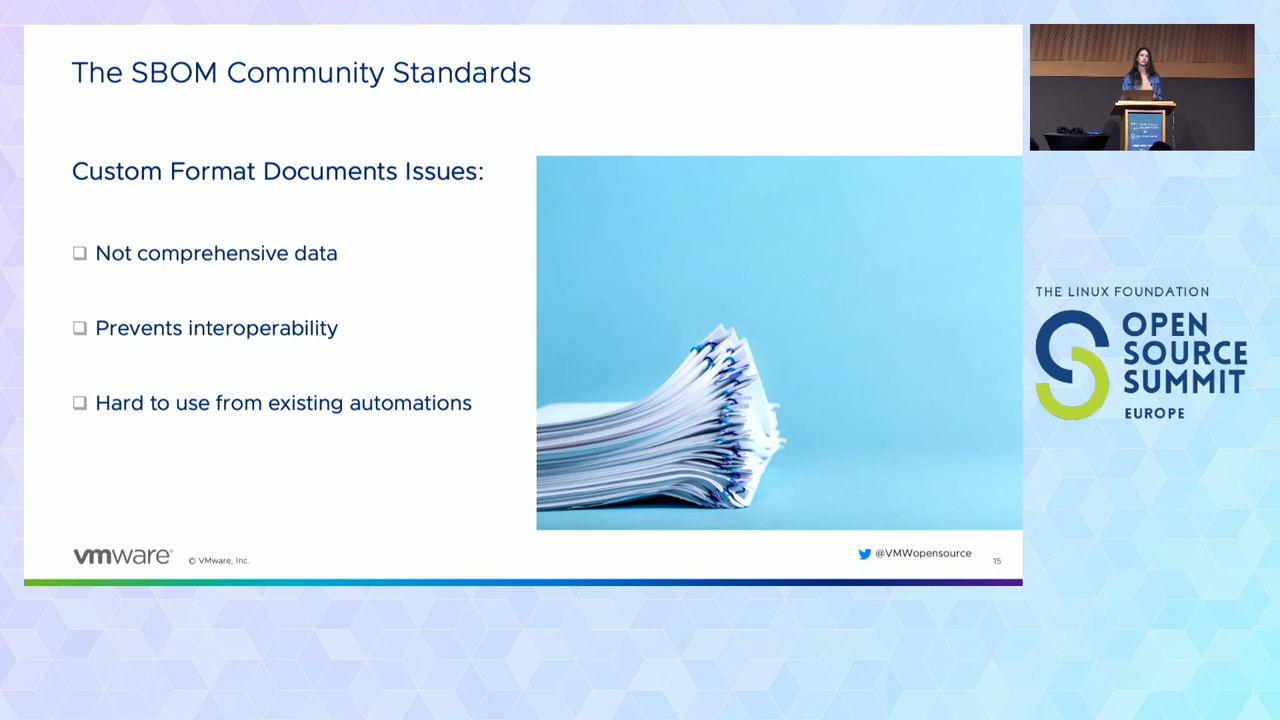 The SBOM Community Standards
Custom Format Documents Issues:
Not comprehensive data
Prevents interoperability
Hard to use from existing automations
vmware®
© VMware, Inc.
@VMWopensource
15
THE LINUX FOUNDATION
OPEN
SOURCE
SUMMIT
EUROPE